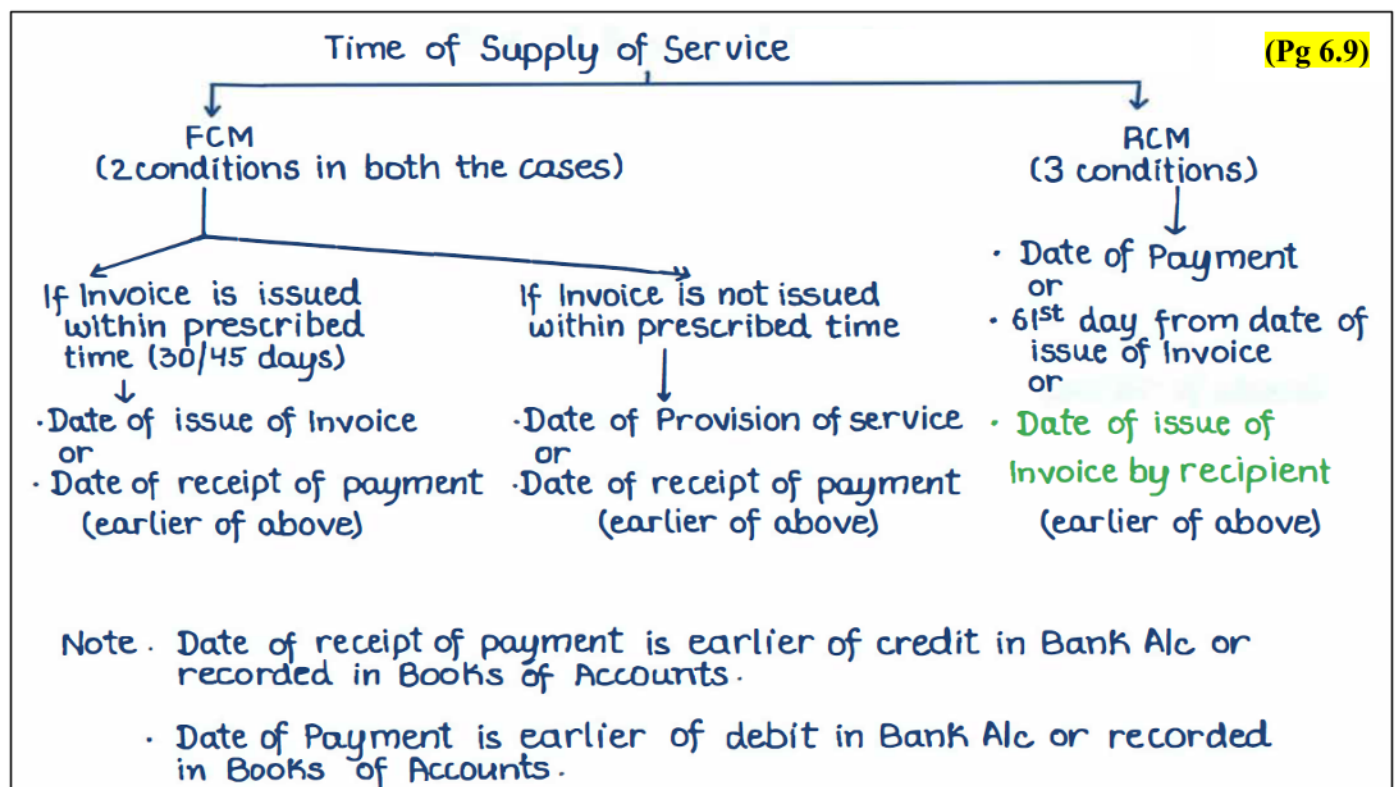 Time of Supply of Service
(Pg 6.9)
FCM
(2 conditions in both the cases)
If Invoice is issued
within prescribed
time (30/45 days)
·Date of issue of Invoice
or
· Date of receipt of payment
(earlier of above)
If Invoice is not issued
within prescribed time
·Date of Provision of service
or
·Date of receipt of payment
(earlier of above)
RCM
(3 conditions)
· Date of Payment
or
· 61st day from date of
issue of Invoice
or
· Date of issue of
Invoice by recipient
(earlier of above)
Note · Date of receipt of payment is earlier of credit in Bank A/c or
recorded in Books of Accounts.
· Date of Payment is earlier of debit in Bank A/c or recorded
in Books of Accounts.